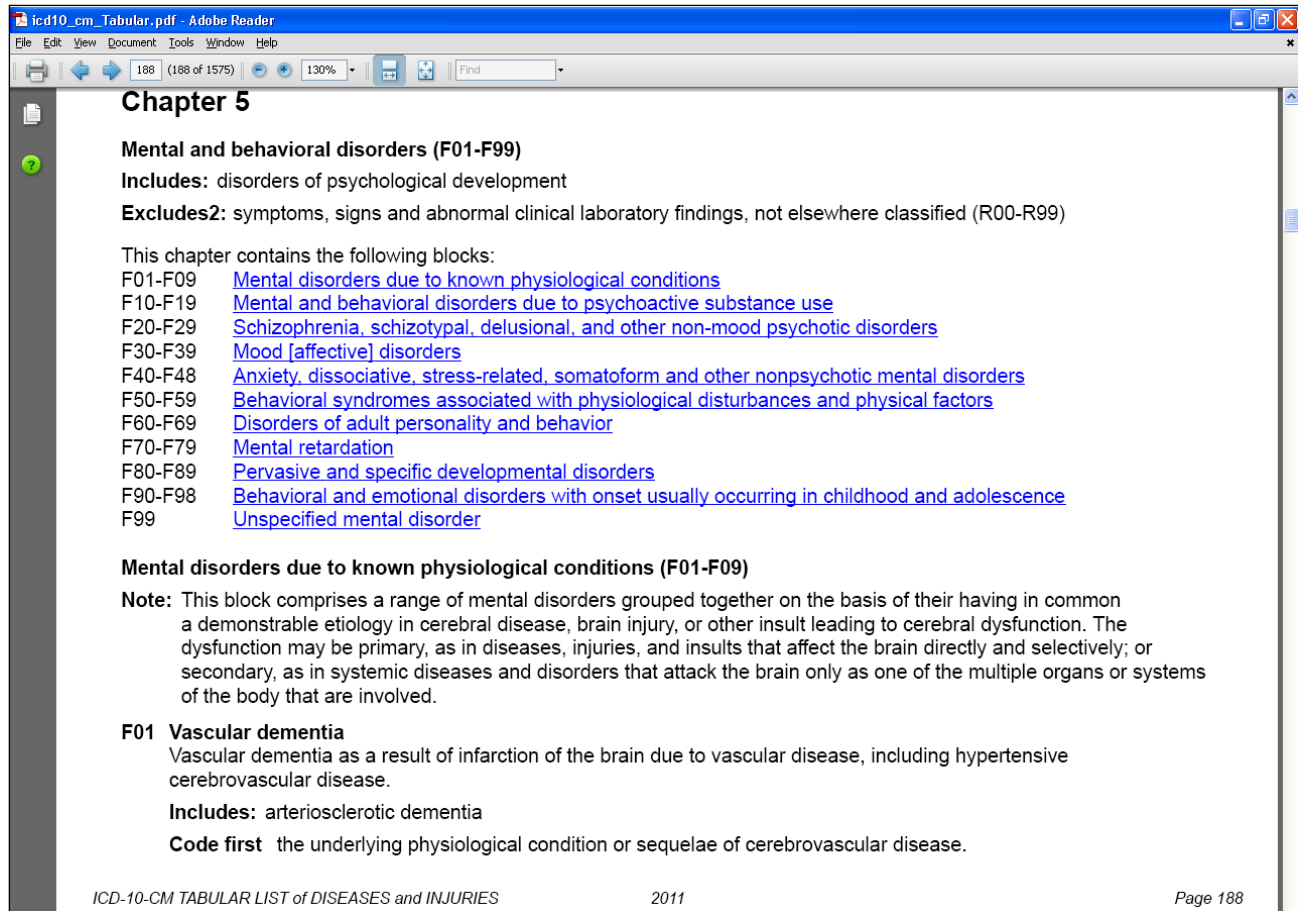 icd10_cm_Tabular.pdf - Adobe Reader
File Edit View Document Tools Window Help
188 (188 of 1575) 130% Find
Chapter 5
Mental and behavioral disorders (F01-F99)
Includes: disorders of psychological development
Excludes2: symptoms, signs and abnormal clinical laboratory findings, not elsewhere classified (R00-R99)
This chapter contains the following blocks:
F01-F09 Mental disorders due to known physiological conditions
F10-F19 Mental and behavioral disorders due to psychoactive substance use
F20-F29 Schizophrenia, schizotypal, delusional, and other non-mood psychotic disorders
F30-F39 Mood [affective] disorders
F40-F48 Anxiety, dissociative, stress-related, somatoform and other nonpsychotic mental disorders
F50-F59 Behavioral syndromes associated with physiological disturbances and physical factors
F60-F69 Disorders of adult personality and behavior
F70-F79 Mental retardation
F80-F89 Pervasive and specific developmental disorders
F90-F98 Behavioral and emotional disorders with onset usually occurring in childhood and adolescence
F99 Unspecified mental disorder
Mental disorders due to known physiological conditions (F01-F09)
Note: This block comprises a range of mental disorders grouped together on the basis of their having in common
a demonstrable etiology in cerebral disease, brain injury, or other insult leading to cerebral dysfunction. The
dysfunction may be primary, as in diseases, injuries, and insults that affect the brain directly and selectively; or
secondary, as in systemic diseases and disorders that attack the brain only as one of the multiple organs or systems
of the body that are involved.
F01 Vascular dementia
Vascular dementia as a result of infarction of the brain due to vascular disease, including hypertensive
cerebrovascular disease.
Includes: arteriosclerotic dementia
Code first the underlying physiological condition or sequelae of cerebrovascular disease.
ICD-10-CM TABULAR LIST of DISEASES and INJURIES 2011 Page 188